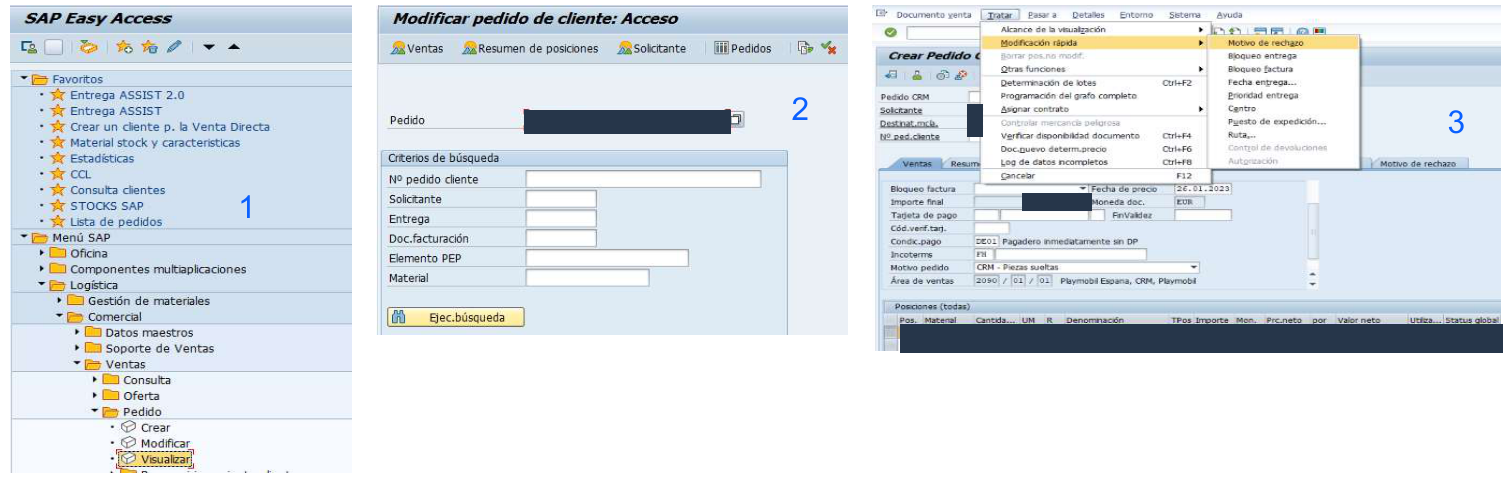 SAP Easy Access
Favoritos
Entrega ASSIST 2.0
Entrega ASSIST
Crear un cliente p. la Venta Directa
Material stock y caracteristicas
Estadísticas
CCL
Consulta clientes
STOCKS SAP
1
Lista de pedidos
Menú SAP
Oficina
Componentes multiaplicaciones
Logística
Gestión de materiales
Comercial
Datos maestros
Soporte de Ventas
Ventas
Consulta
Oferta
Pedido
Crear
Modificar
Visualizar
Modificar pedido de cliente: Acceso
Ventas Resumen de posiciones Solicitante Pedidos
2
Pedido
Criterios de búsqueda
Nº pedido cliente
Solicitante
Entrega
Doc.facturación
Elemento PEP
Material
Ejec.búsqueda
Documento venta Tratar Pasar a Detalles Entorno Sistema Ayuda
Alcance de la visualización
Modificación rápida
Borrar pos.no modif.
Otras funciones
Determinación de lotes Ctrl+F2
Programación del grafo completo
Asignar contrato
Controlar mercancía peligrosa
Verificar disponibilidad documento Ctrl+F4
Doc.nuevo determ.precio Ctrl+F6
Log de datos incompletos Ctrl+F8
Cancelar F12
Motivo de rechazo
Bloqueo entrega
Bloqueo factura
Fecha entrega...
Prioridad entrega
Centro
Puesto de expedición...
Ruta,..
Control de devoluciones
Autorización
3
Crear Pedido
Pedido CRM
Solicitante
Destinat.mcía.
Nº ped.cliente
Ventas Resum Motivo de rechazo
Bloqueo factura Fecha de precio 26.01.2023
Importe final Moneda doc. EUR
Tarjeta de pago FinValidez
Cód.verif.tarj.
Condic.pago DE01 Pagadero inmediatamente sin DP
Incoterms FH
Motivo pedido CRM - Piezas sueltas
Área de ventas 2090 / 01 / 01 Playmobil Espana, CRM, Playmobil
Posiciones (todas)
Pos. Material Cantida... UM R Denominación TPos Importe Mon. Prc.neto por Valor neto Utiliza... Status global